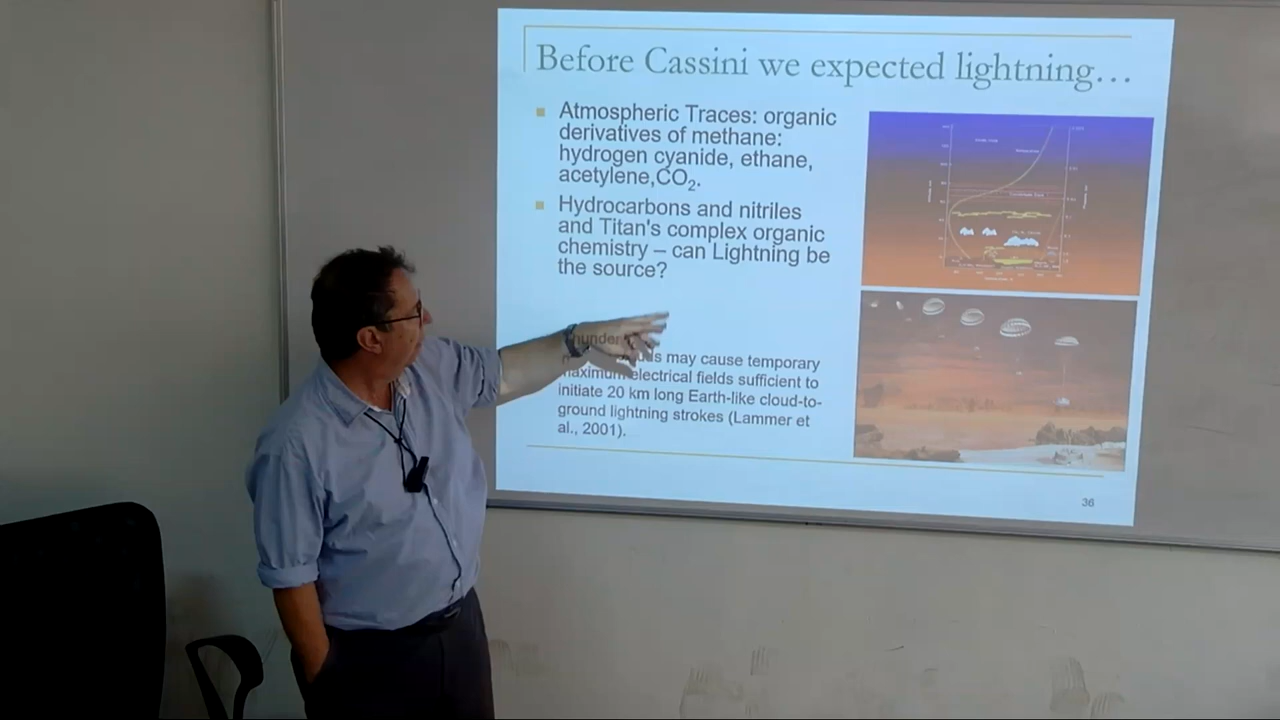 Before Cassini we expected lightning…
Atmospheric Traces: organic
derivatives of methane:
hydrogen cyanide, ethane,
acetylene,CO₂.
Hydrocarbons and nitriles
and Titan's complex organic
chemistry – can Lightning be
the source?
may cause temporary
maximum electrical fields sufficient to
initiate 20 km long Earth-like cloud-to-
ground lightning strokes (Lammer et
al., 2001).
36